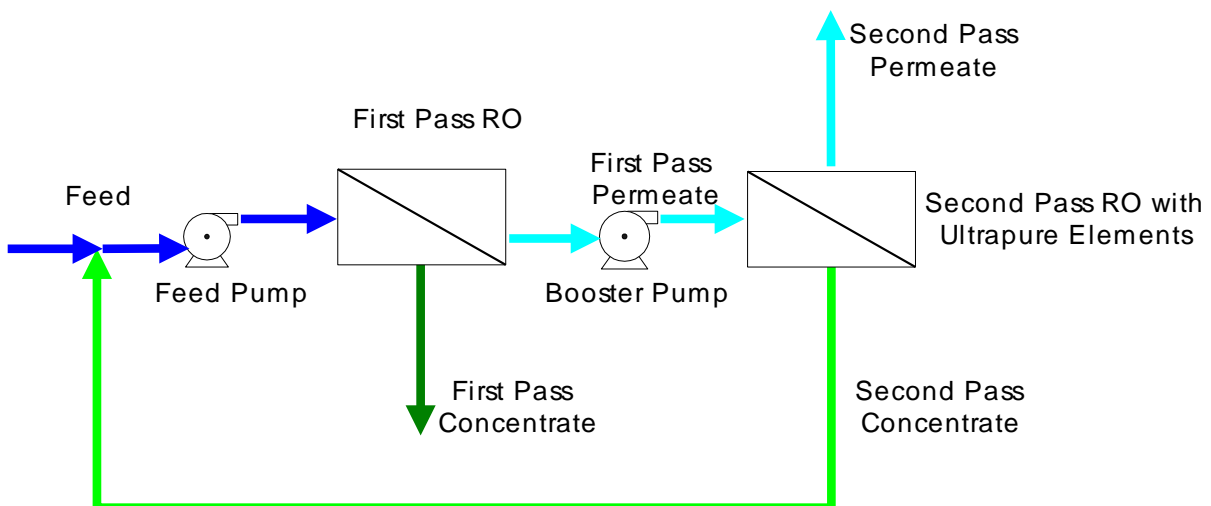 Second Pass
Permeate
First Pass RO
First Pass
Permeate
Feed
Second Pass RO with
Ultrapure Elements
Feed Pump
Booster Pump
First Pass
Concentrate
Second Pass
Concentrate